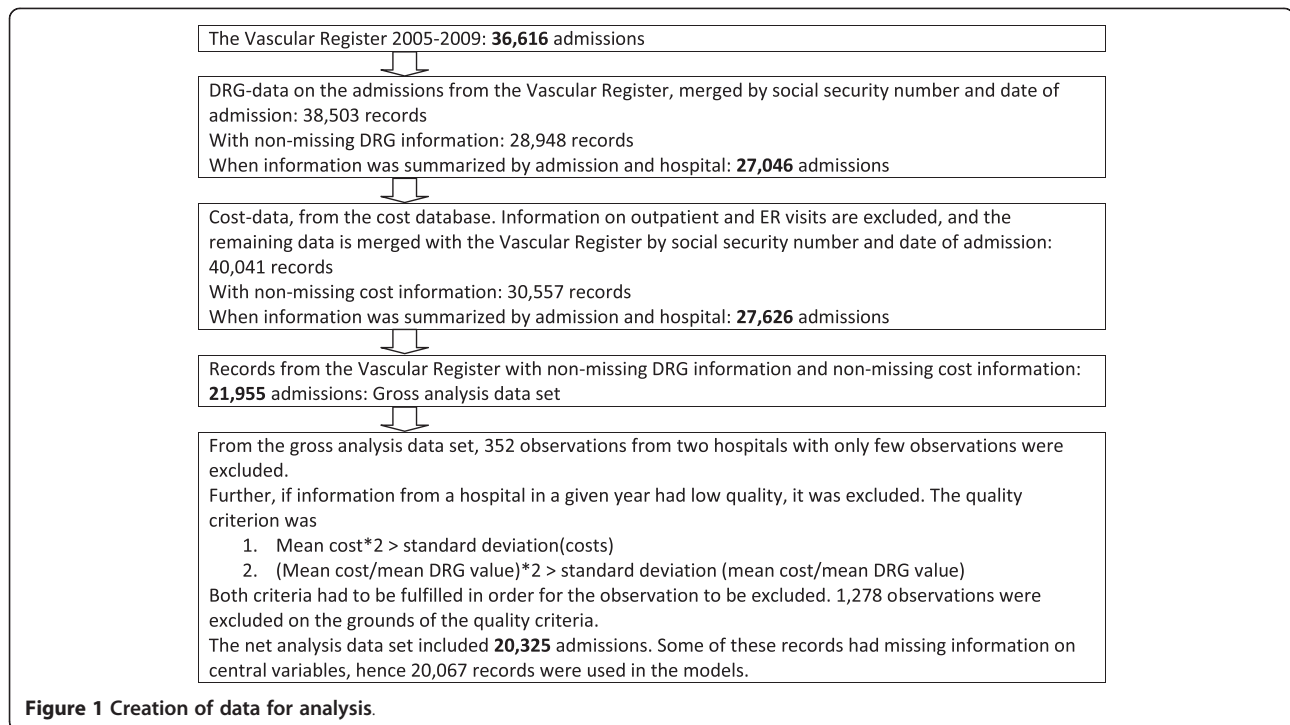 The Vascular Register 2005-2009: 36,616 admissions
DRG-data on the admissions from the Vascular Register, merged by social security number and date of
admission: 38,503 records
With non-missing DRG information: 28,948 records
When information was summarized by admission and hospital: 27,046 admissions
Cost-data, from the cost database. Information on outpatient and ER visits are excluded, and the
remaining data is merged with the Vascular Register by social security number and date of admission:
40,041 records
With non-missing cost information: 30,557 records
When information was summarized by admission and hospital: 27,626 admissions
Records from the Vascular Register with non-missing DRG information and non-missing cost information:
21,955 admissions: Gross analysis data set
From the gross analysis data set, 352 observations from two hospitals with only few observations were
excluded.
Further, if information from a hospital in a given year had low quality, it was excluded. The quality
criterion was
1. Mean cost*2 > standard deviation(costs)
2. (Mean cost/mean DRG value)*2 > standard deviation (mean cost/mean DRG value)
Both criteria had to be fulfilled in order for the observation to be excluded. 1,278 observations were
excluded on the grounds of the quality criteria.
The net analysis data set included 20,325 admissions. Some of these records had missing information on
central variables, hence 20,067 records were used in the models.
Figure 1 Creation of data for analysis.